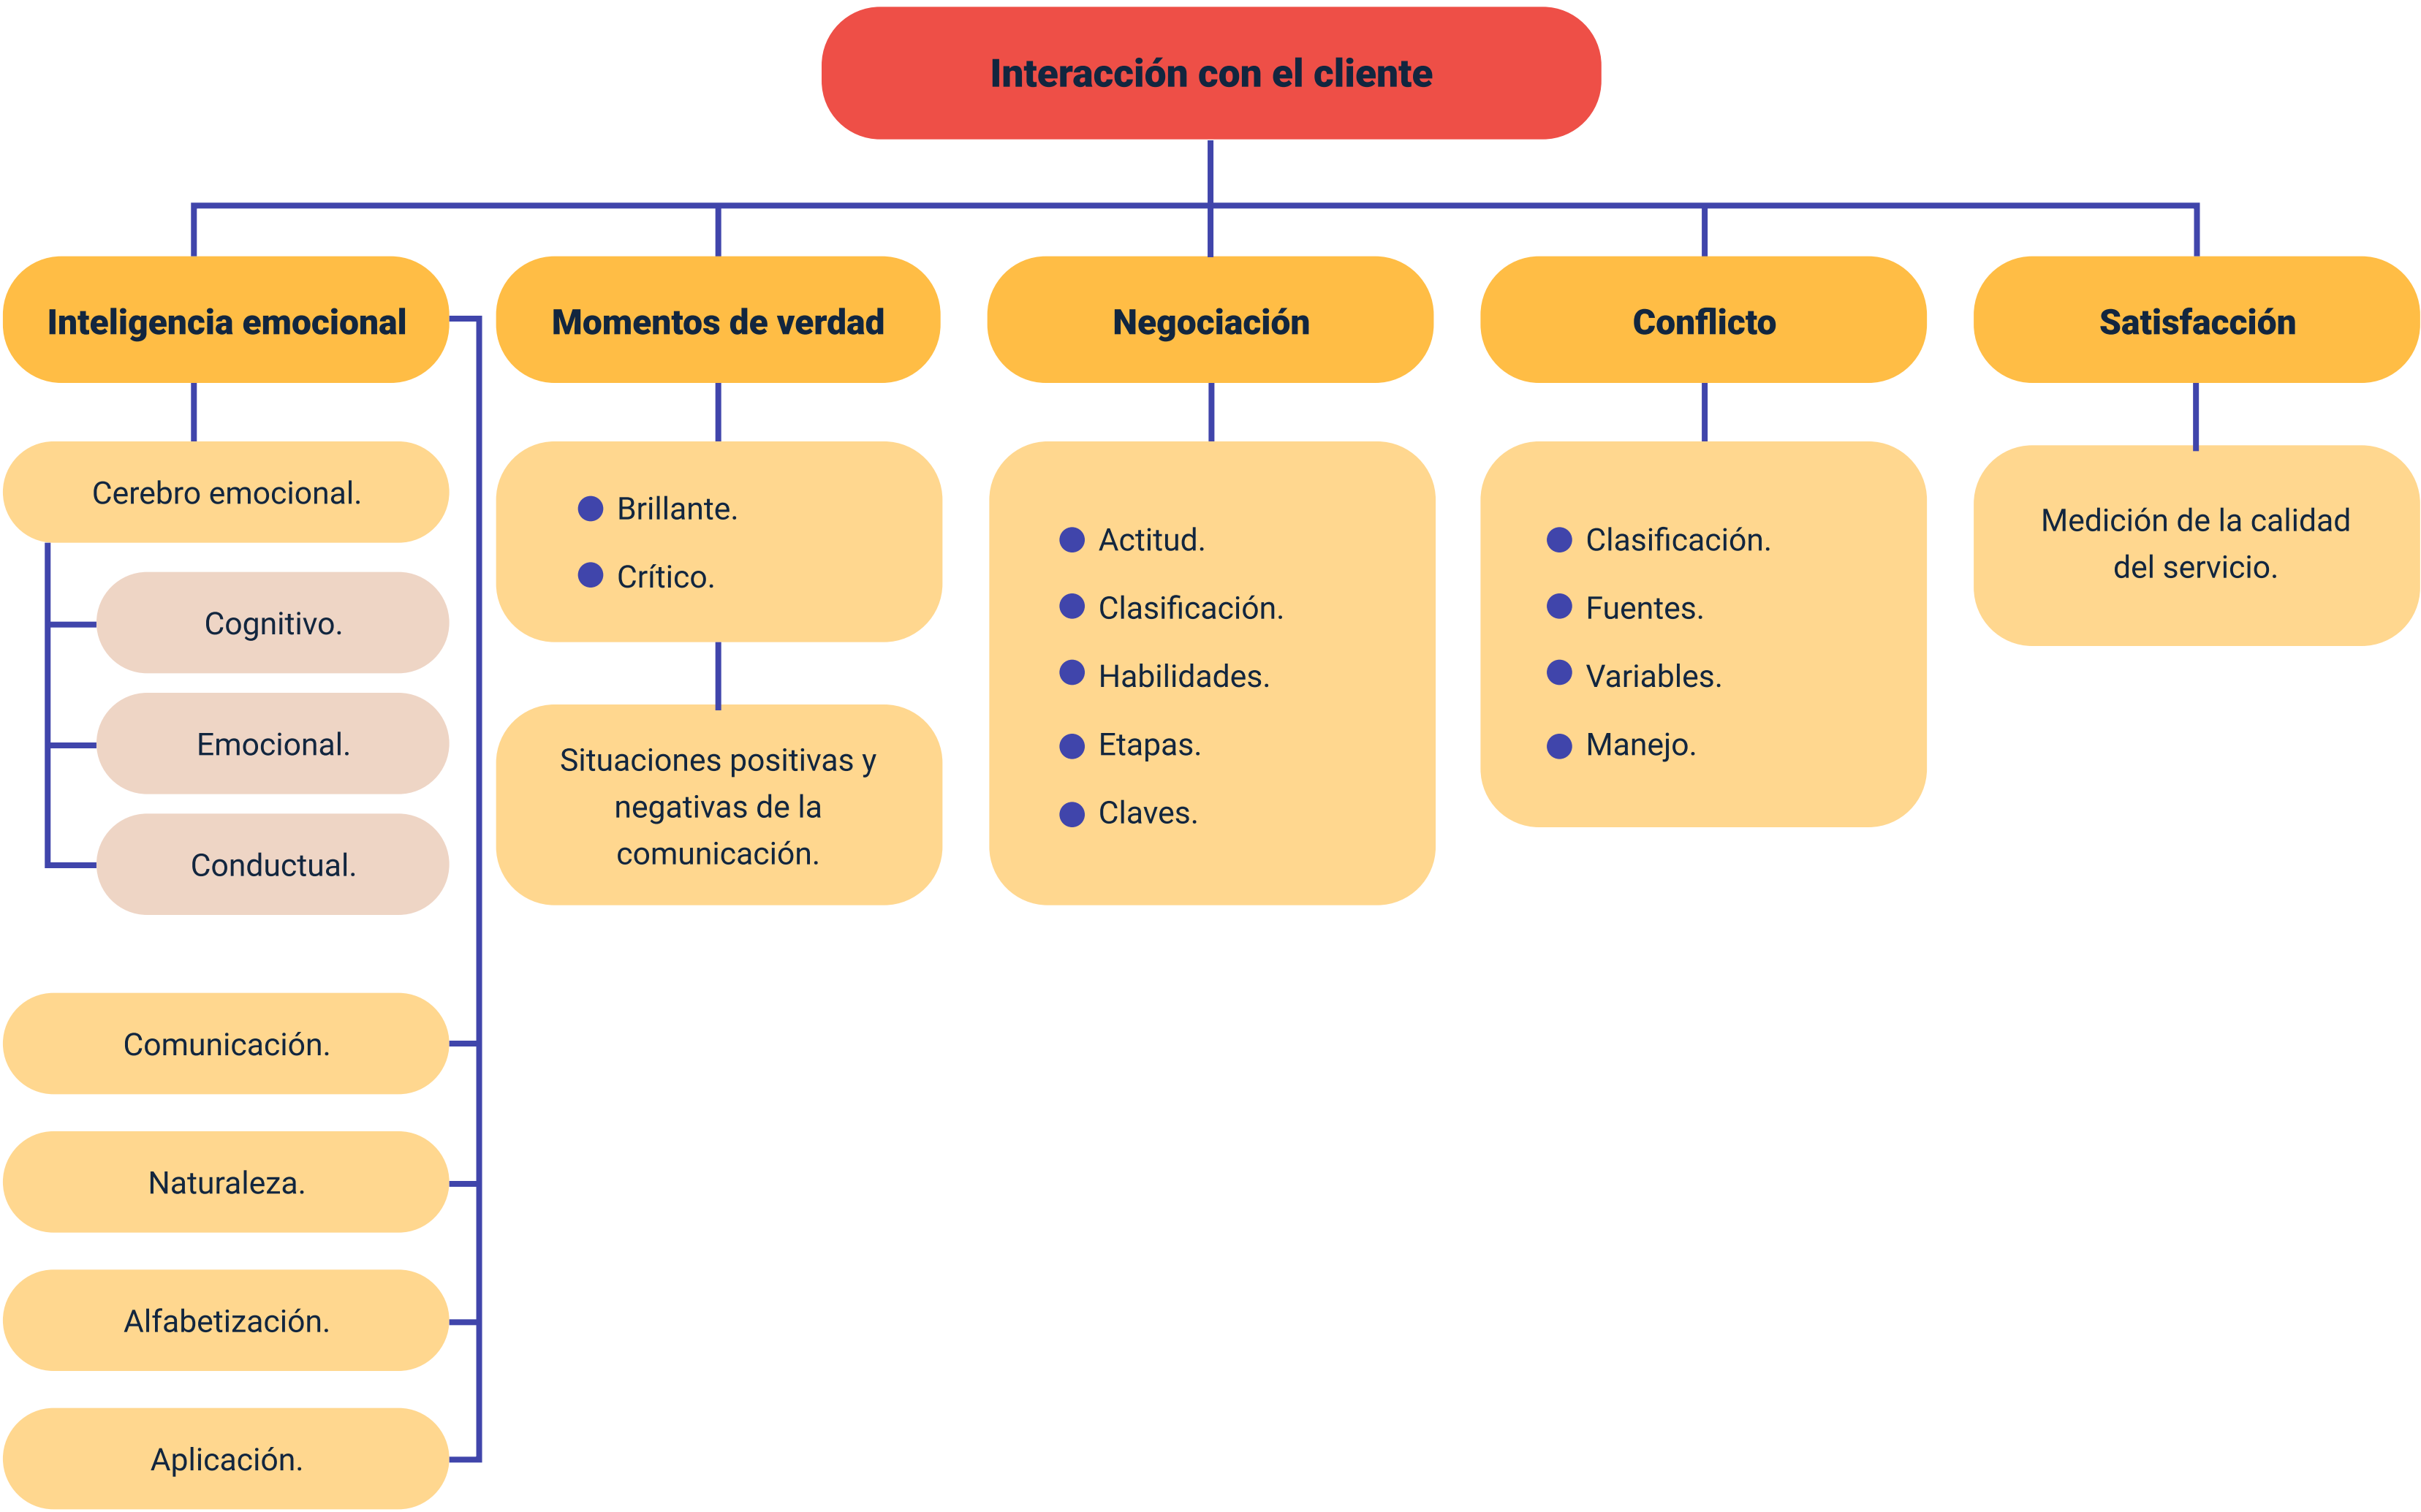 Interacción con el cliente
Inteligencia emocional
Cerebro emocional.
Cognitivo.
Emocional.
Conductual.
Comunicación.
Naturaleza.
Alfabetización.
Aplicación.
Momentos de verdad
Brillante.
Crítico.
Situaciones positivas y
negativas de la
comunicación.
Negociación
Actitud.
Clasificación.
Habilidades.
Etapas.
Claves.
Conflicto
Clasificación.
Fuentes.
Variables.
Manejo.
Satisfacción
Medición de la calidad
del servicio.